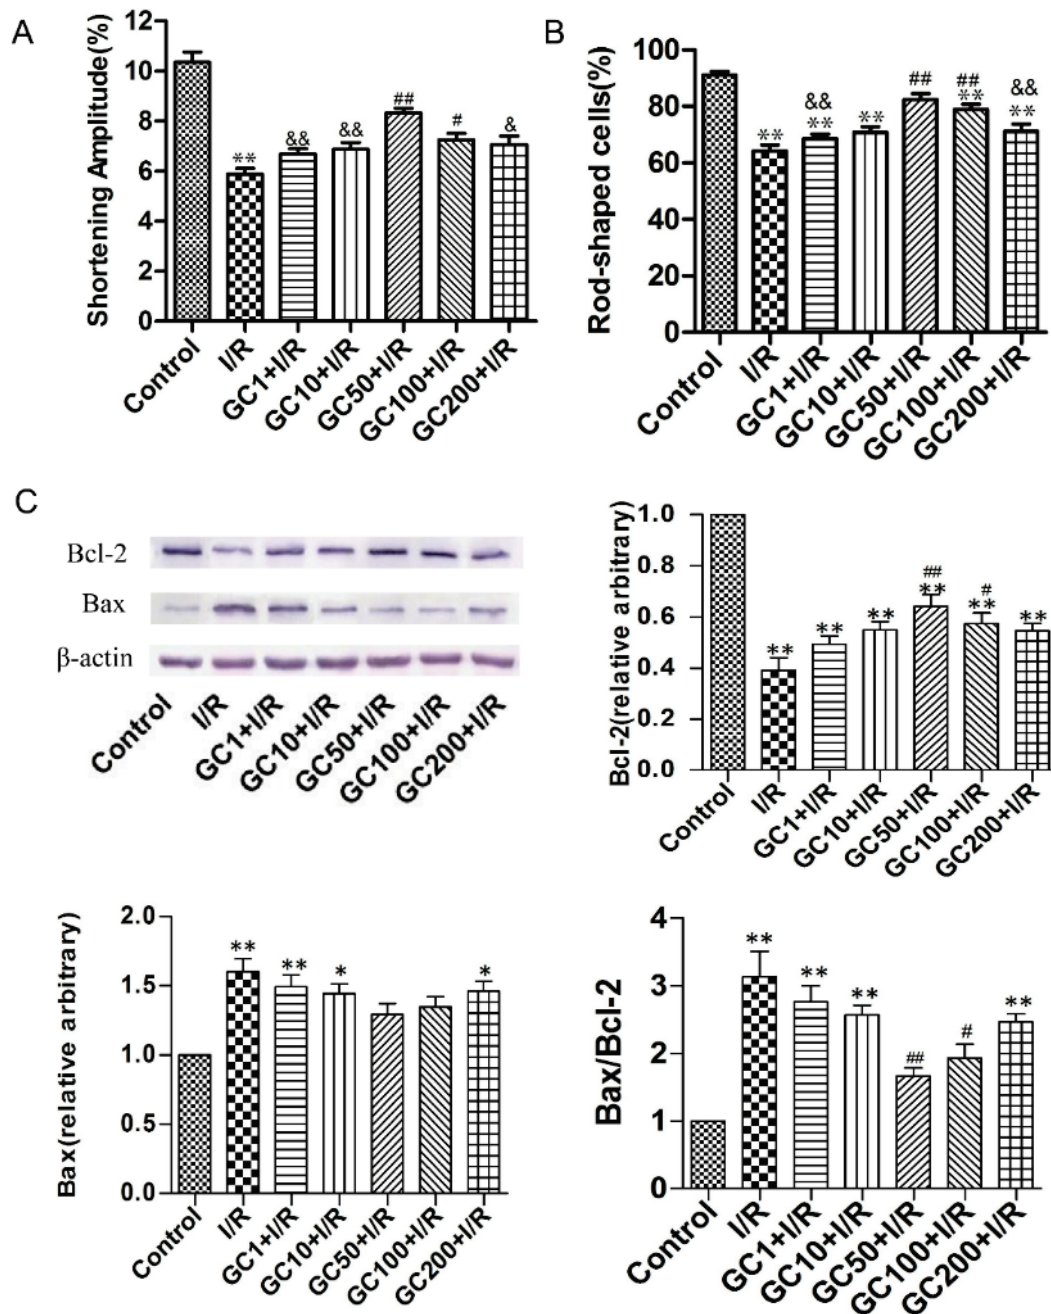 A
Shortening Amplitude(%)
12
10
8
6
4
2
0
**
&&
&&
##
#
&
Control
I/R
GC1+I/R
GC10+I/R
GC50+I/R
GC100+I/R
GC200+I/R
B
Rod-shaped cells(%)
100
80
60
40
20
0
**
&&
**
**
##
##
**
&&
**
Control
I/R
GC1+I/R
GC10+I/R
GC50+I/R
GC100+I/R
GC200+I/R
C
Bcl-2
Bax
β-actin
Control
I/R
GC1+I/R
GC10+I/R
GC50+I/R
GC100+I/R
GC200+I/R
Bcl-2(relative arbitrary)
1.0
0.8
0.6
0.4
0.2
0.0
**
**
**
##
**
#
**
**
Control
I/R
GC1+I/R
GC10+I/R
GC50+I/R
GC100+I/R
GC200+I/R
Bax(relative arbitrary)
2.0
1.5
1.0
0.5
0.0
**
**
*
*
Control
I/R
GC1+I/R
GC10+I/R
GC50+I/R
GC100+I/R
GC200+I/R
Bax/Bcl-2
4
3
2
1
0
**
**
**
##
#
**
Control
I/R
GC1+I/R
GC10+I/R
GC50+I/R
GC100+I/R
GC200+I/R